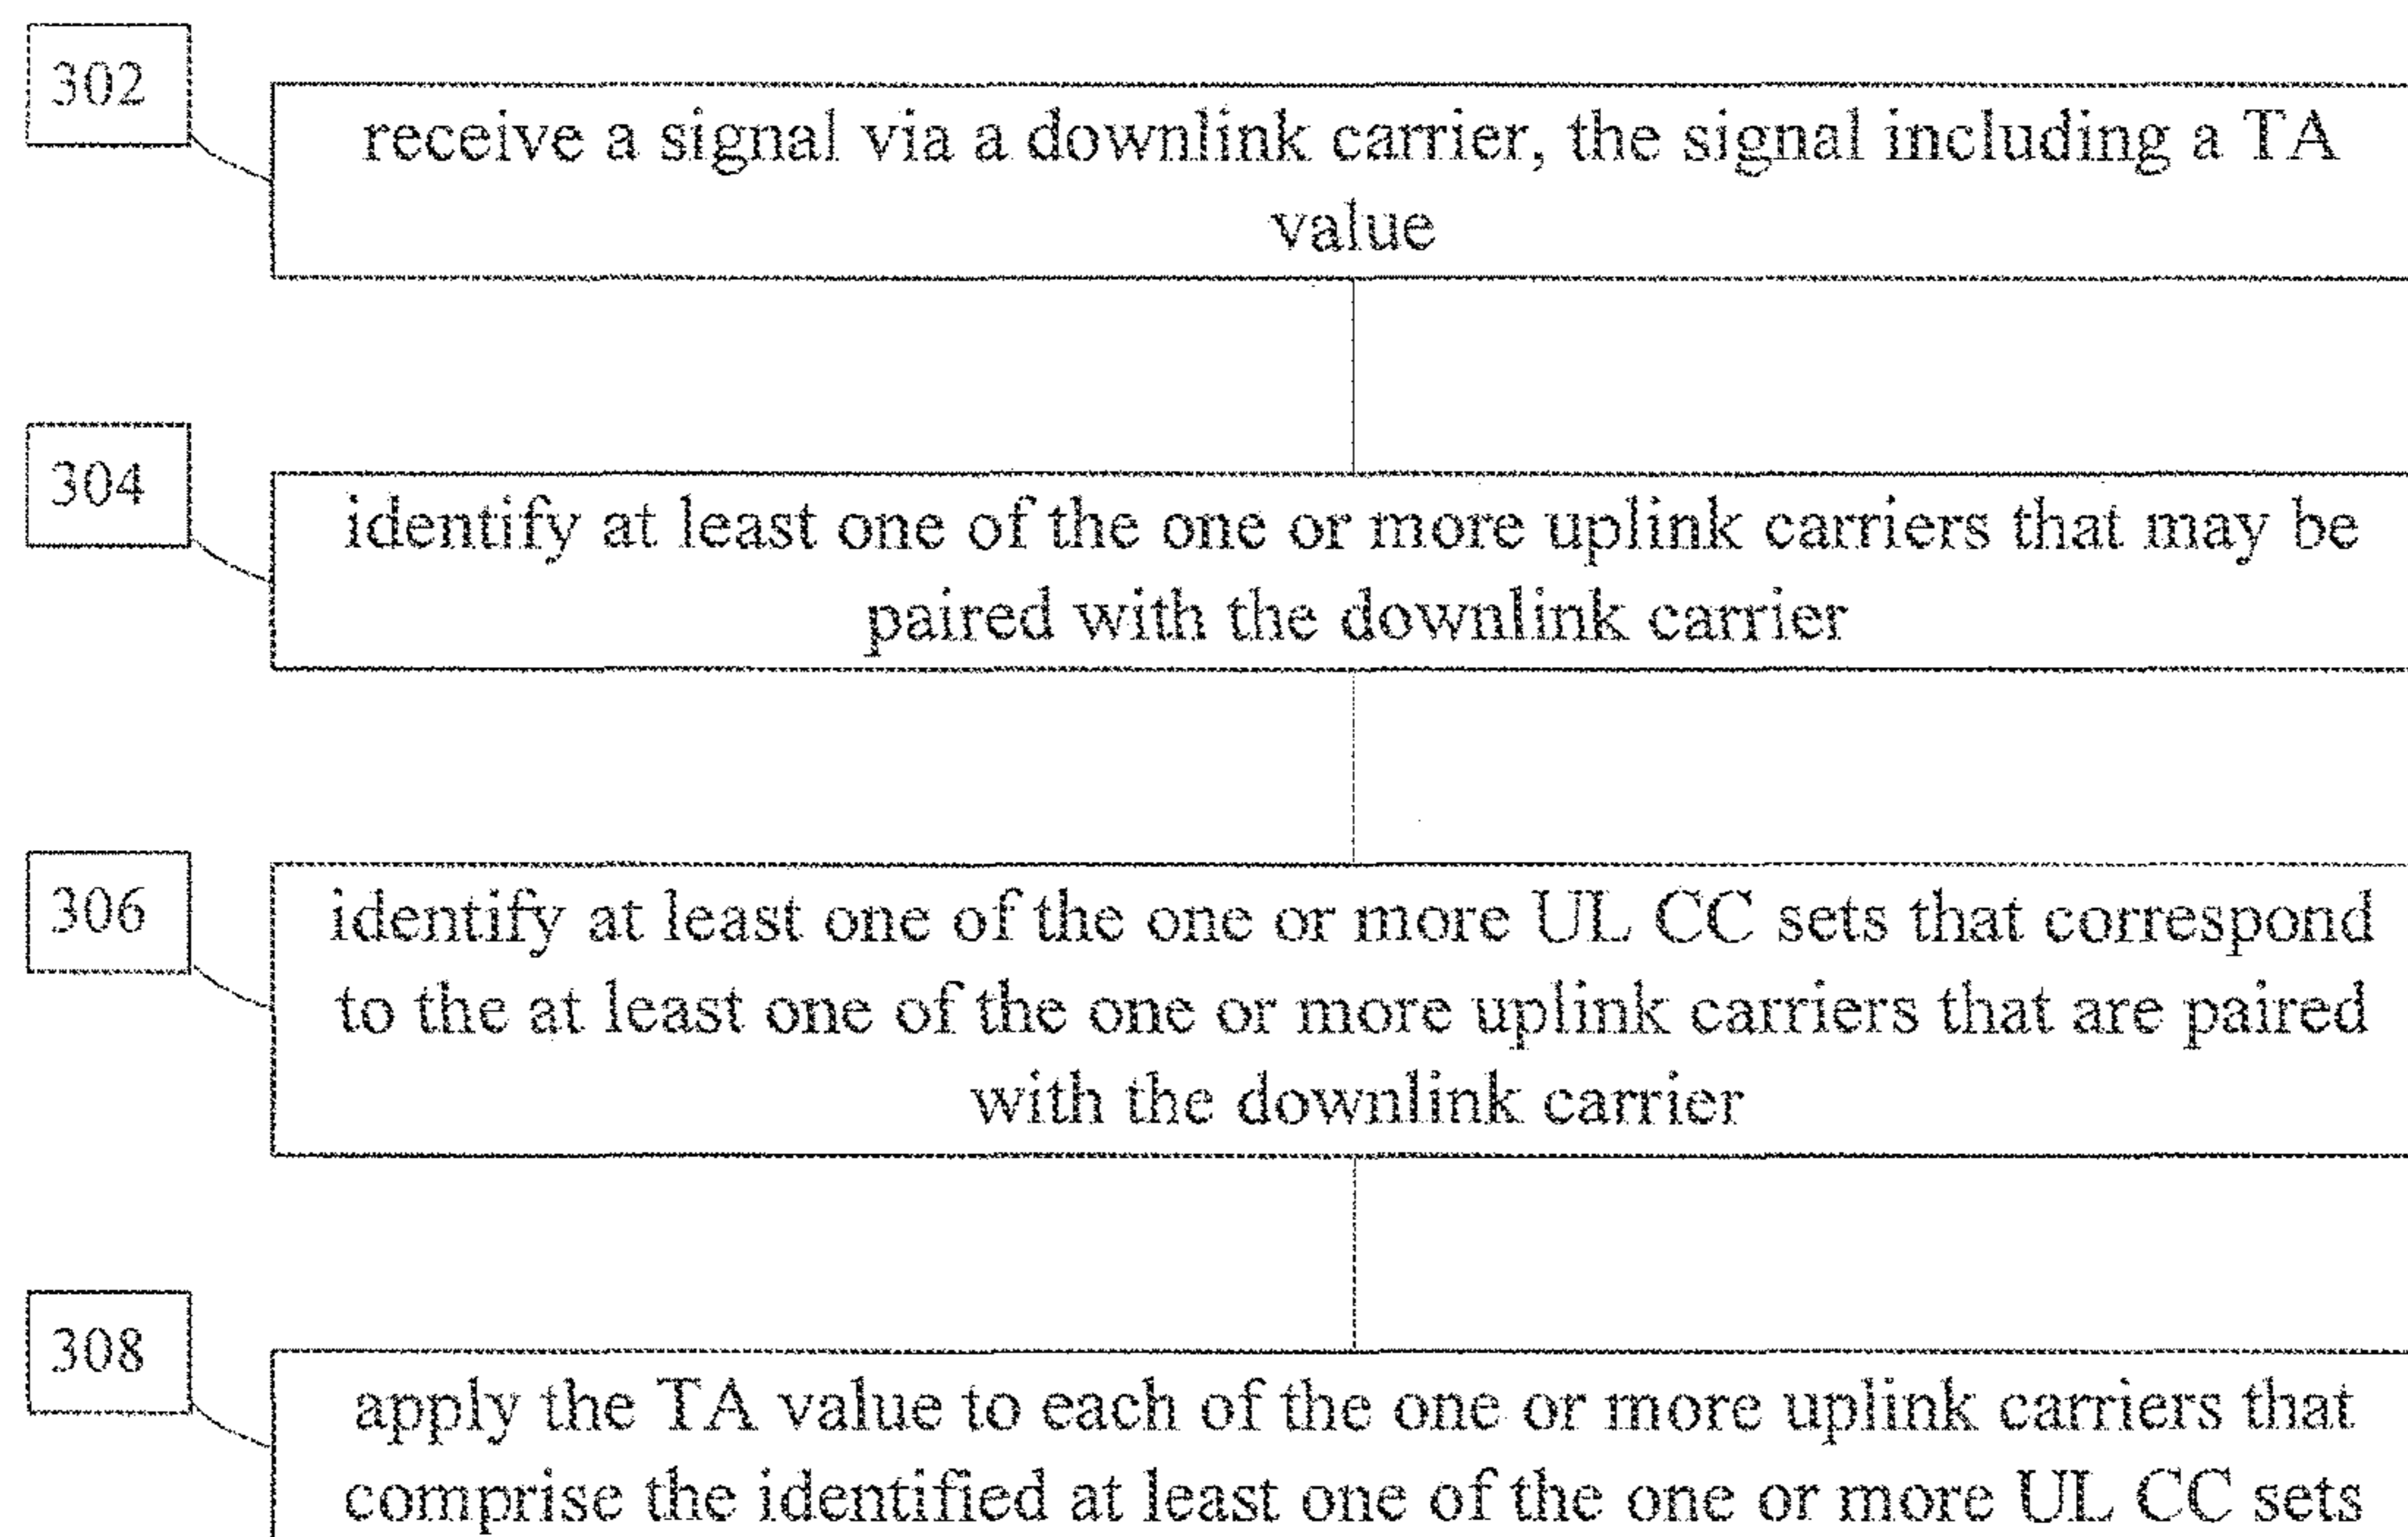 302
receive a signal via a downlink carrier, the signal including a TA
value
304
identify at least one of the one or more uplink carriers that may be
paired with the downlink carrier
306
identify at least one of the one or more UL CC sets that correspond
to the at least one of the one or more uplink carriers that are paired
with the downlink carrier
308
apply the TA value to each of the one or more uplink carriers that
comprise the identified at least one of the one or more UL CC sets